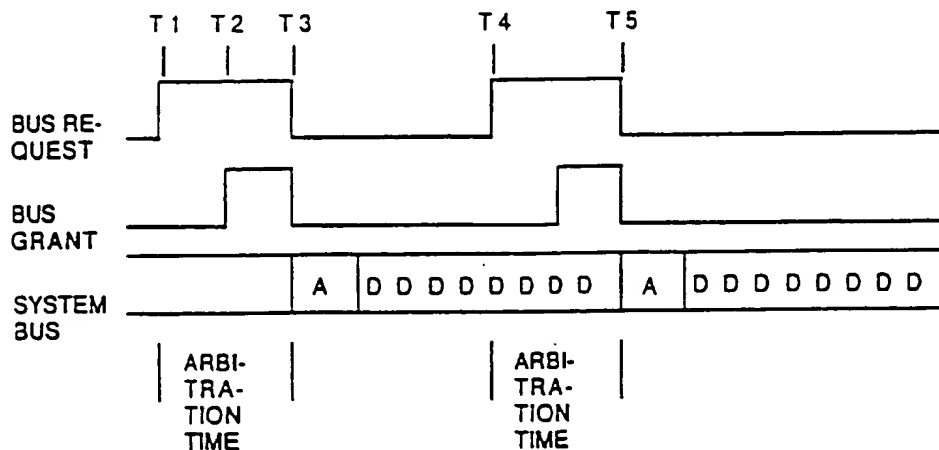 T1 T2 T3 T4 T5
BUS RE-
QUEST
BUS
GRANT
A D D D D D D D D A D D D D D D D D
SYSTEM
BUS
ARBI-
TRA-
TION
TIME
ARBI-
TRA-
TION
TIME